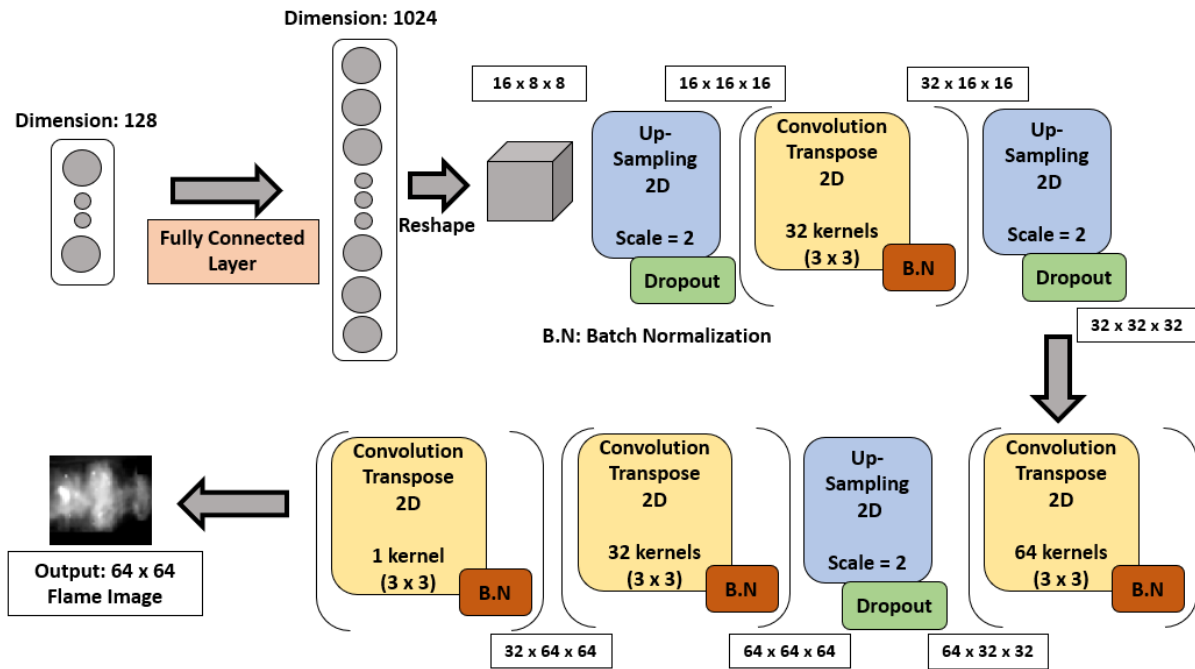 Dimension: 1024
Dimension: 128
Fully Connected
Layer
Reshape
16 x 8 x 8
Up-
Sampling
2D
Scale = 2
Dropout
16 x 16 x 16
Convolution
Transpose
2D
32 kernels
(3 x 3)
B.N
32 x 16 x 16
Up-
Sampling
2D
Scale = 2
Dropout
32 x 32 x 32
B.N: Batch Normalization
Convolution
Transpose
2D
64 kernels
(3 x 3)
B.N
64 x 32 x 32
Up-
Sampling
2D
Scale = 2
Dropout
64 x 64 x 64
Convolution
Transpose
2D
32 kernels
(3 x 3)
B.N
32 x 64 x 64
Convolution
Transpose
2D
1 kernel
(3 x 3)
B.N
Output: 64 x 64
Flame Image